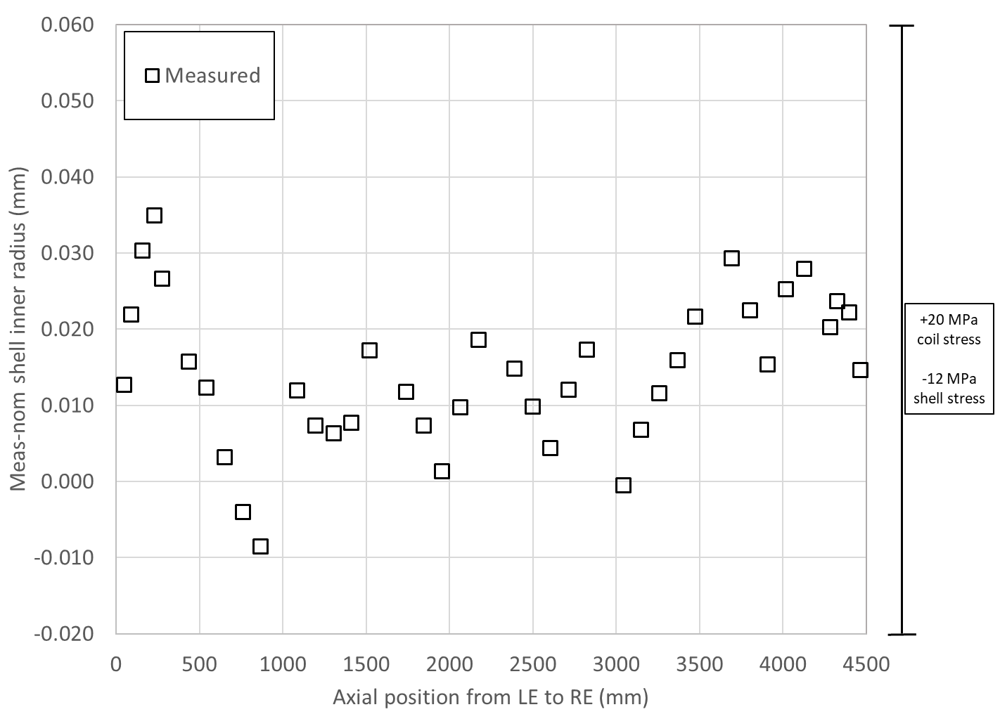 0.060
0.050
0.040
0.030
0.020
0.010
0.000
-0.010
-0.020
Meas-nom shell inner radius (mm)
Measured
0 500 1000 1500 2000 2500 3000 3500 4000 4500
Axial position from LE to RE (mm)
+20 MPa
coil stress
-12 MPa
shell stress